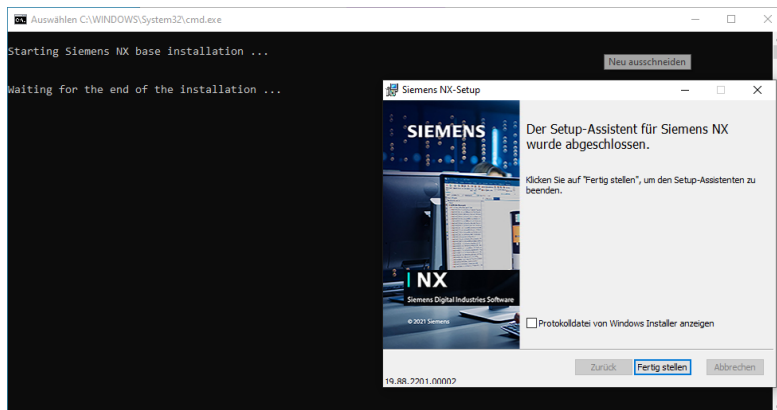 Auswählen C:\WINDOWS\System32\cmd.exe
Starting Siemens NX base installation ...
Neu ausschneiden
Waiting for the end of the installation ...
Siemens NX-Setup
SIEMENS
Der Setup-Assistent für Siemens NX
wurde abgeschlossen.
Klicken Sie auf "Fertig stellen", um den Setup-Assistenten zu
beenden.
NX
Siemens Digital Industries Software
© 2021 Siemens
Protokolldatei von Windows Installer anzeigen
Zurück Fertig stellen Abbrechen
19.88.2201.00002